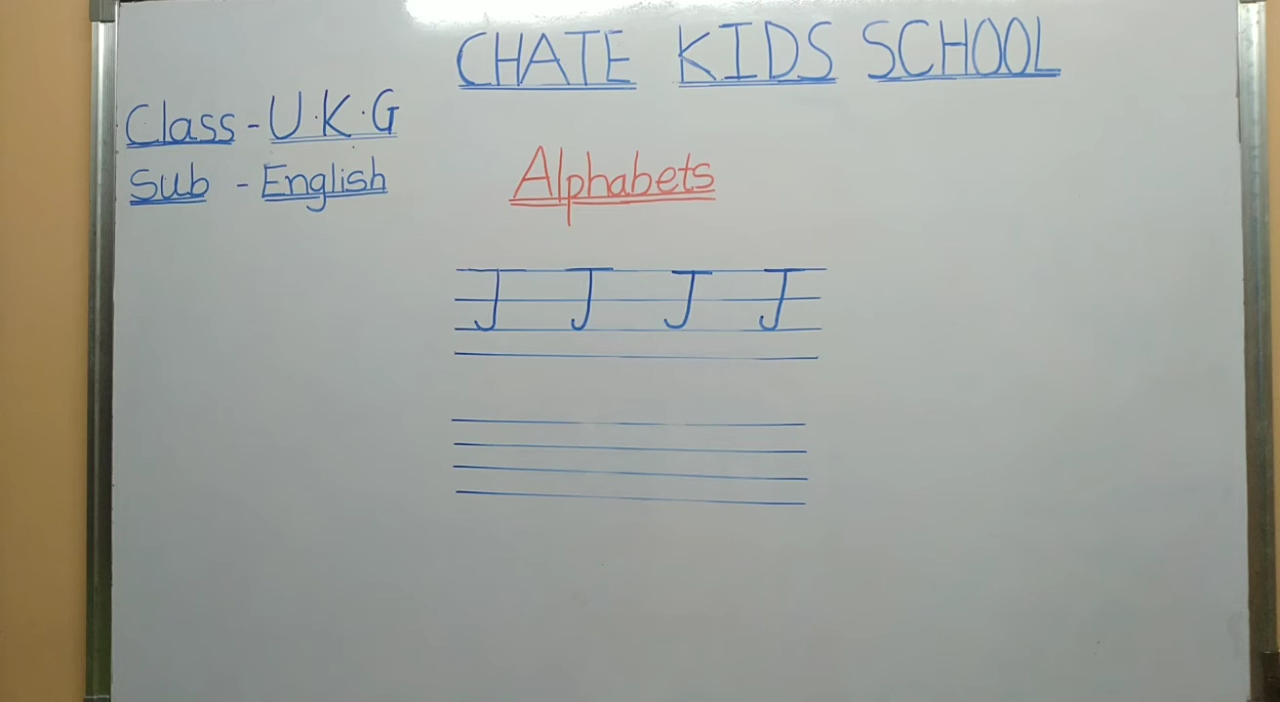 CHATE KIDS SCHOOL
Class - U.K.G
Sub - English
Alphabets
J J J J